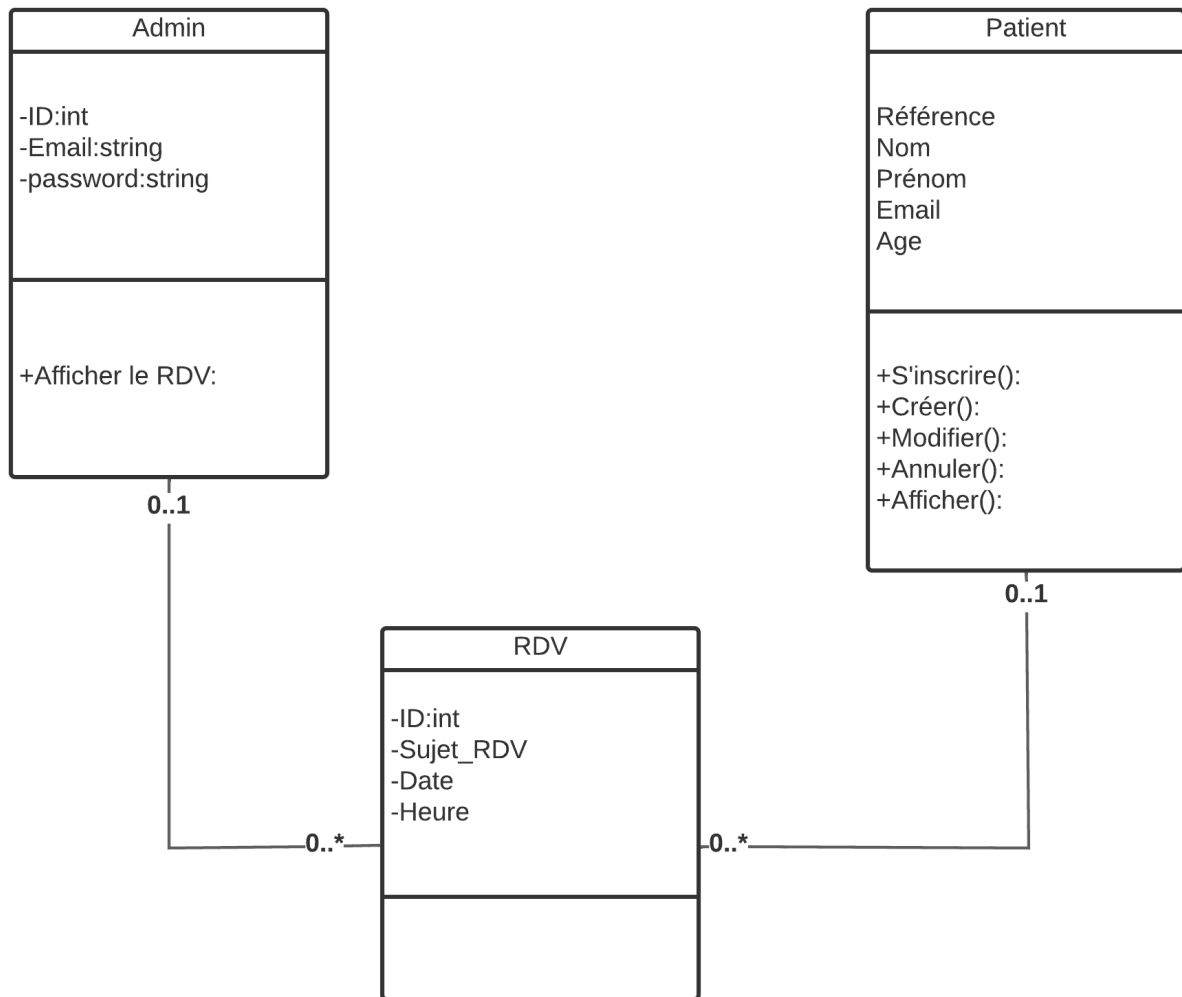 Admin
-ID:int
-Email:string
-password:string
+Afficher le RDV:
0..1
Patient
Référence
Nom
Prénom
Email
Age
+S'inscrire():
+Créer():
+Modifier():
+Annuler():
+Afficher():
0..1
RDV
-ID:int
-Sujet_RDV
-Date
-Heure
0..*
0..*